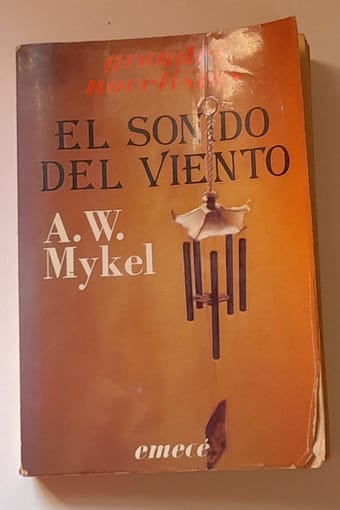 grandes
novelistas
EL SONIDO
DEL VIENTO
A.W.
Mykel
emecé